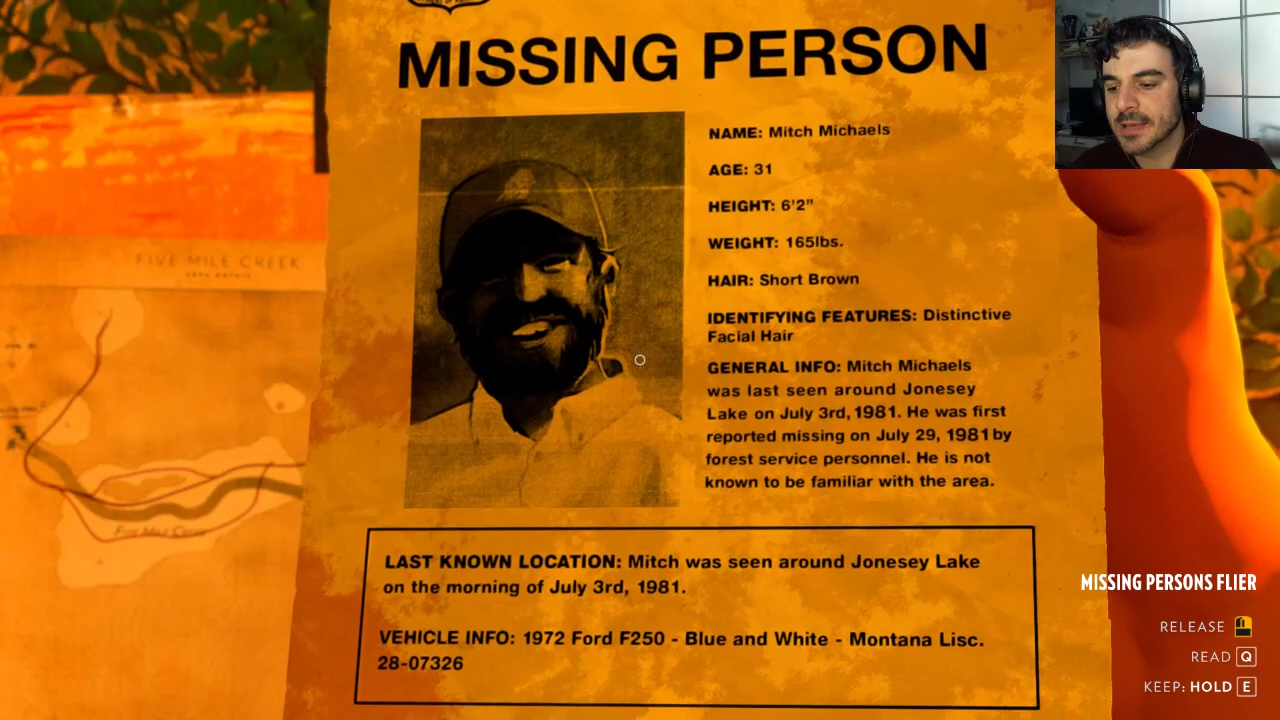 MISSING PERSON
NAME: Mitch Michaels
AGE: 31
HEIGHT: 6'2"
WEIGHT: 165lbs.
HAIR: Short Brown
IDENTIFYING FEATURES: Distinctive
Facial Hair
GENERAL INFO: Mitch Michaels
was last seen around Jonesey
Lake on July 3rd, 1981. He was first
reported missing on July 29, 1981 by
forest service personnel. He is not
known to be familiar with the area.
LAST KNOWN LOCATION: Mitch was seen around Jonesey Lake
on the morning of July 3rd, 1981.
VEHICLE INFO: 1972 Ford F250 - Blue and White - Montana Lisc.
28-07326
FIVE MILE CREEK
Five Mile Creek
MISSING PERSONS FLIER
RELEASE
READ Q
KEEP: HOLD E